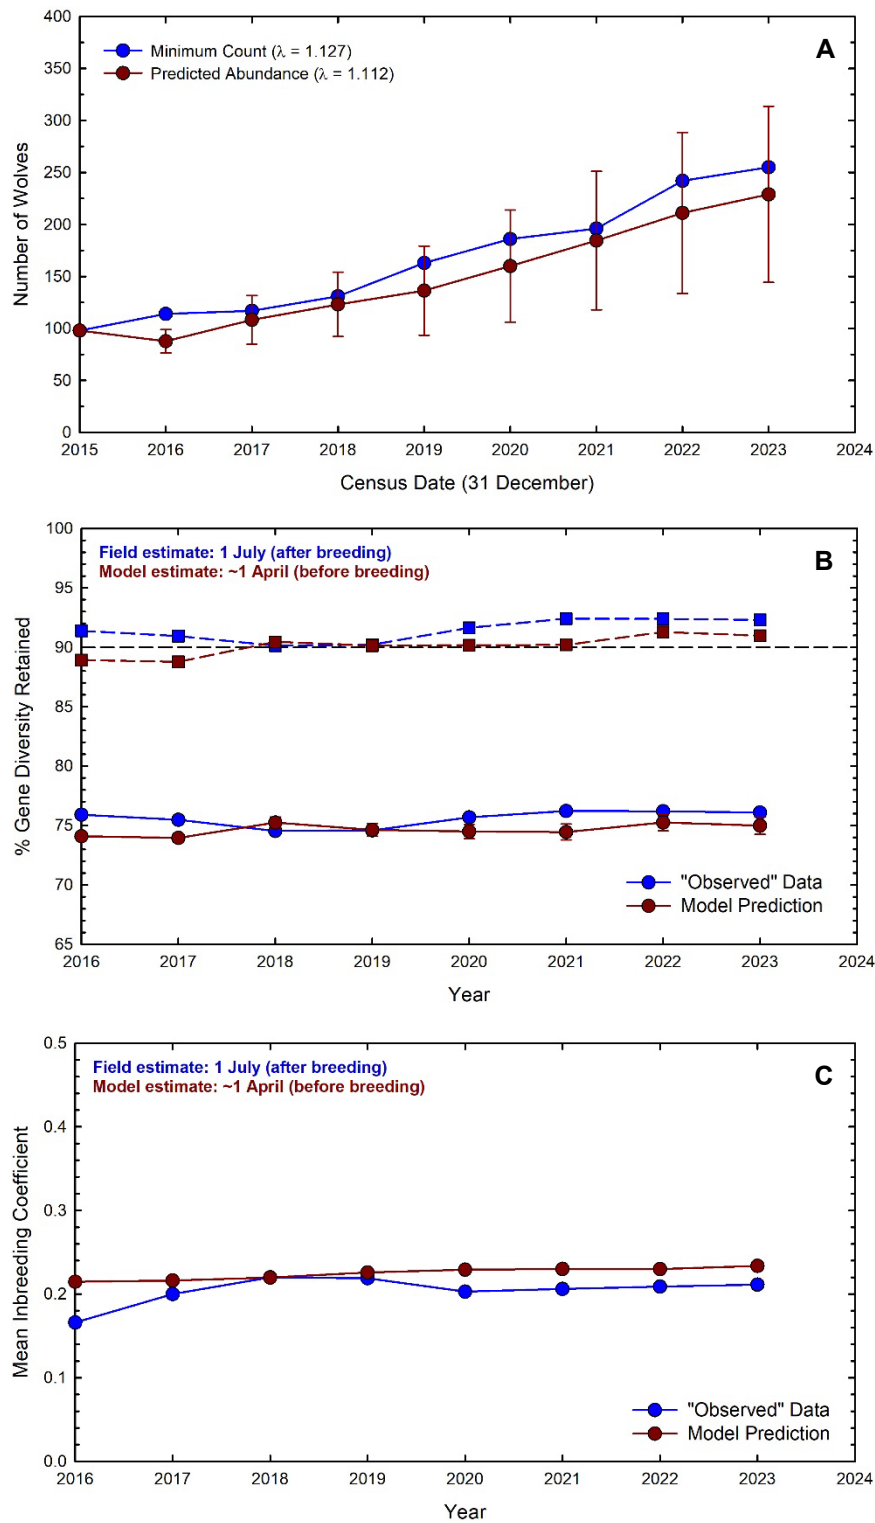 400
350
300
250
200
150
100
50
0
Number of Wolves
Minimum Count (λ = 1.127)
Predicted Abundance (λ = 1.112)
A
2015 2016 2017 2018 2019 2020 2021 2022 2023 2024
Census Date (31 December)
100
95
90
85
80
75
70
65
% Gene Diversity Retained
Field estimate: 1 July (after breeding)
Model estimate: ~1 April (before breeding)
B
"Observed" Data
Model Prediction
2016 2017 2018 2019 2020 2021 2022 2023 2024
Year
0.5
0.4
0.3
0.2
0.1
0.0
Mean Inbreeding Coefficient
Field estimate: 1 July (after breeding)
Model estimate: ~1 April (before breeding)
C
"Observed" Data
Model Prediction
2016 2017 2018 2019 2020 2021 2022 2023 2024
Year